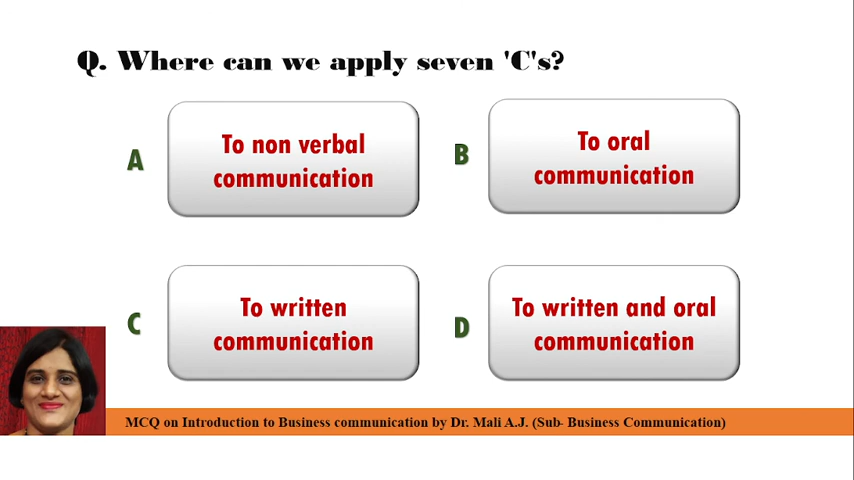 Q. Where can we apply seven 'C's?
A
To non verbal
communication
B
To oral
communication
C
To written
communication
D
To written and oral
communication
MCQ on Introduction to Business communication by Dr. Mali A.J. (Sub- Business Communication)